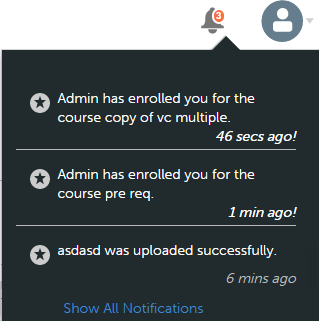 3
Admin has enrolled you for the
course copy of vc multiple.
46 secs ago!
Admin has enrolled you for the
course pre req.
1 min ago!
asdasd was uploaded successfully.
6 mins ago
Show All Notifications